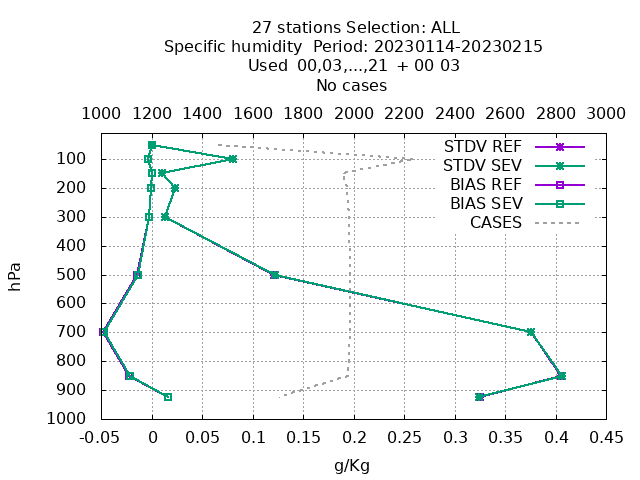 27 stations Selection: ALL
Specific humidity  Period: 20230114-20230215
Used  00,03,...,21  + 00 03
No cases
1000 1200 1400 1600 1800 2000 2200 2400 2600 2800 3000
STDV REF
STDV SEV
BIAS REF
BIAS SEV
CASES
100
200
300
400
500
600
700
800
900
1000
hPa
-0.05 0 0.05 0.1 0.15 0.2 0.25 0.3 0.35 0.4 0.45
g/Kg